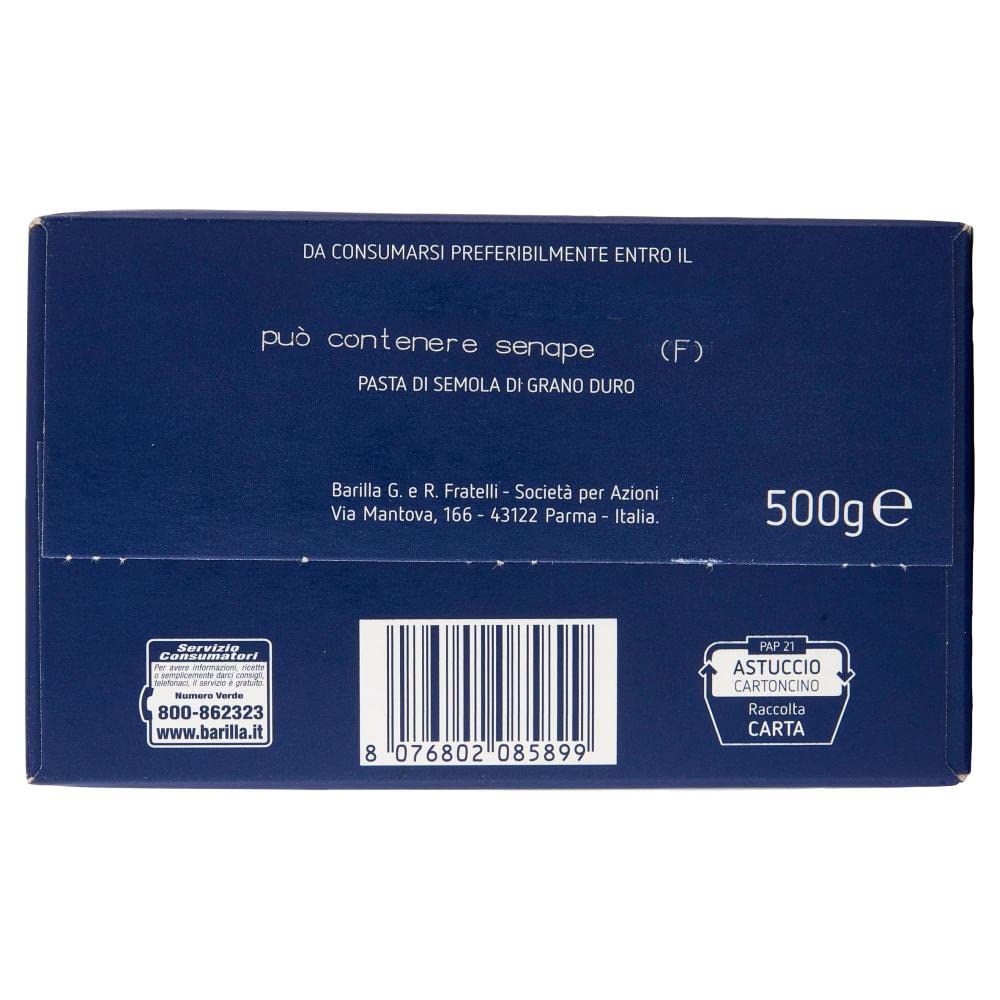 DA CONSUMARSI PREFERIBILMENTE ENTRO IL
può contenere senape (F)
PASTA DI SEMOLA DI GRANO DURO
Barilla G. e R. Fratelli - Società per Azioni
Via Mantova, 166 - 43122 Parma - Italia.
500g e
Servizio
Consumatori
Per avere informazioni, ricette
o semplicemente darci consigli,
telefonaci, il servizio è gratuito.
Numero Verde
800-862323
www.barilla.it
8 076802 085899
PAP 21
ASTUCCIO
CARTONCINO
Raccolta
CARTA